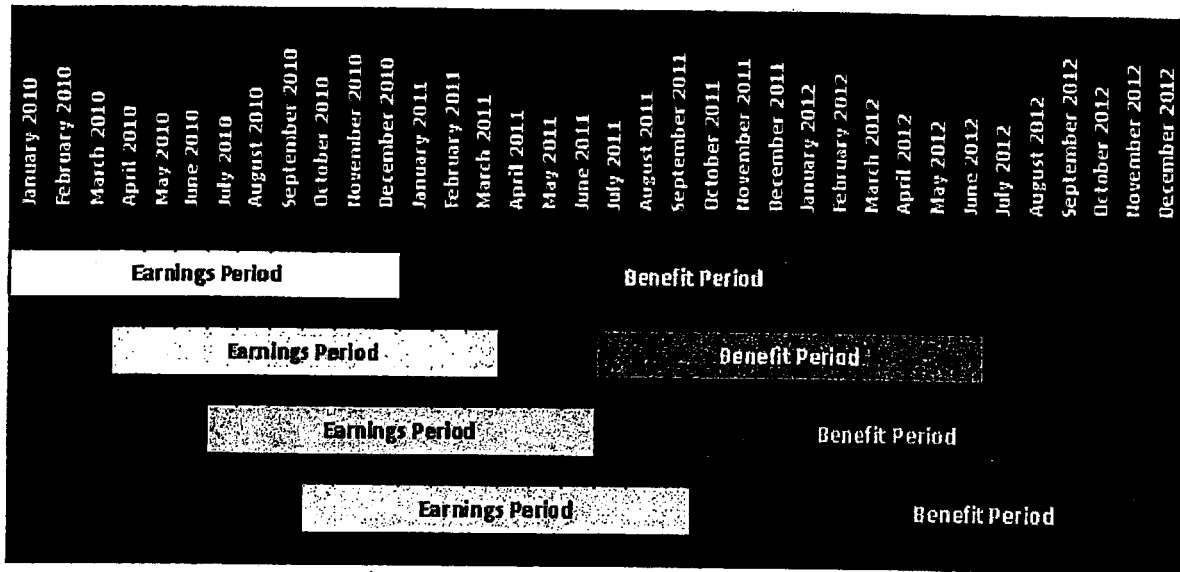 January 2010
February 2010
March 2010
April 2010
May 2010
June 2010
July 2010
August 2010
September 2010
October 2010
November 2010
December 2010
January 2011
February 2011
March 2011
April 2011
May 2011
June 2011
July 2011
August 2011
September 2011
October 2011
November 2011
December 2011
January 2012
February 2012
March 2012
April 2012
May 2012
June 2012
July 2012
August 2012
September 2012
October 2012
November 2012
December 2012
Earnings Period Benefit Period
Earnings Period Benefit Period
Earnings Period Benefit Period
Earnings Period Benefit Period